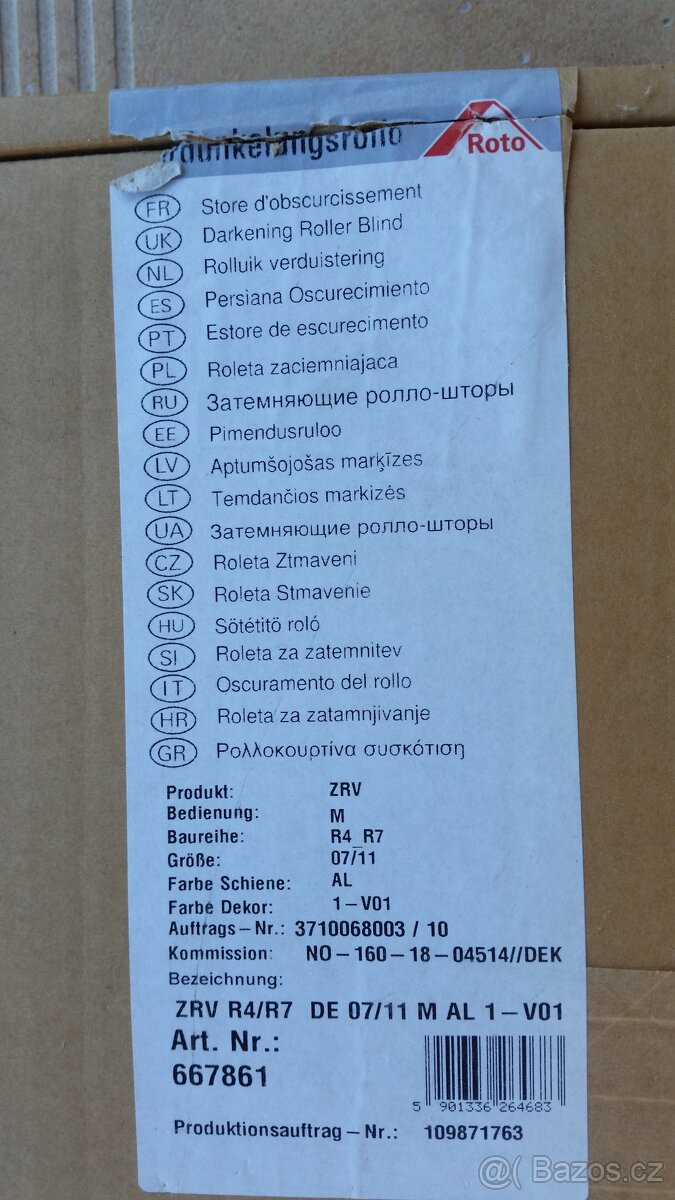 Roto
FR Store d'obscurcissement
UK Darkening Roller Blind
NL Rolluik verduistering
ES Persiana Oscurecimiento
PT Estore de escurecimento
PL Roleta zaciemniajaca
RU Затемняющие ролло-шторы
EE Pimendusruloo
LV Aptumšojošas marķīzes
LT Temdančios markizės
UA Затемняющие ролло-шторы
CZ Roleta Ztmaveni
SK Roleta Stmavenie
HU Sötétitö roló
SI Roleta za zatemnitev
IT Oscuramento del rollo
HR Roleta za zatamnjivanje
GR Ρολλοκουρτίνα συσκότιση
Produkt: ZRV
Bedienung: M
Baureihe: R4_R7
Größe: 07/11
Farbe Schiene: AL
Farbe Dekor: 1-V01
Auftrags-Nr.: 3710068003 / 10
Kommission: NO-160-18-04514//DEK
Bezeichnung:
ZRV R4/R7 DE 07/11 M AL 1-V01
Art. Nr.:
667861
5 901336 264683
Produktionsauftrag-Nr.: 109871763
@ Bazos.cz